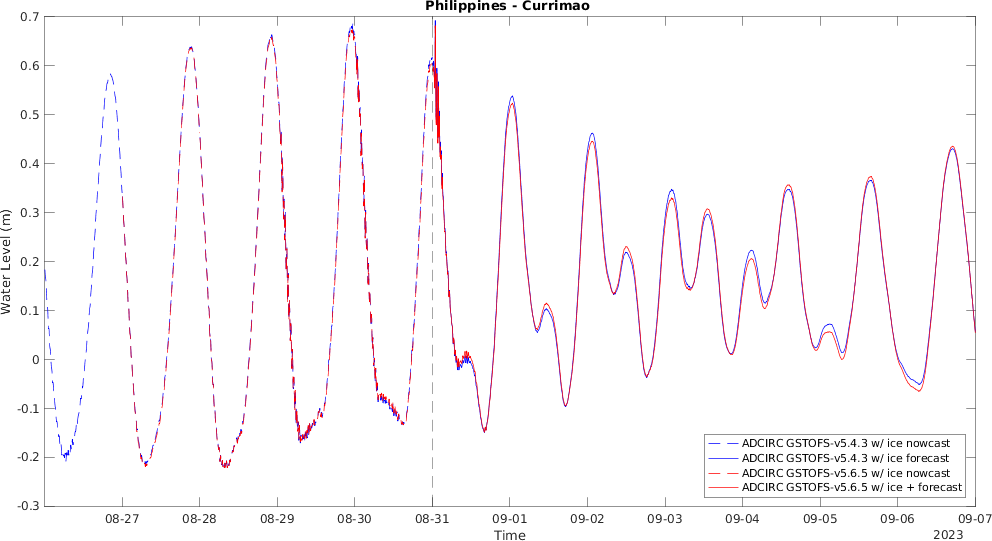 Philippines - Currimao
0.7
0.6
0.5
0.4
0.3
0.2
0.1
0
-0.1
-0.2
-0.3
Water Level (m)
08-27 08-28 08-29 08-30 08-31 09-01 09-02 09-03 09-04 09-05 09-06 09-07
Time
2023
ADCIRC GSTOFS-v5.4.3 w/ ice nowcast
ADCIRC GSTOFS-v5.4.3 w/ ice forecast
ADCIRC GSTOFS-v5.6.5 w/ ice nowcast
ADCIRC GSTOFS-v5.6.5 w/ ice + forecast